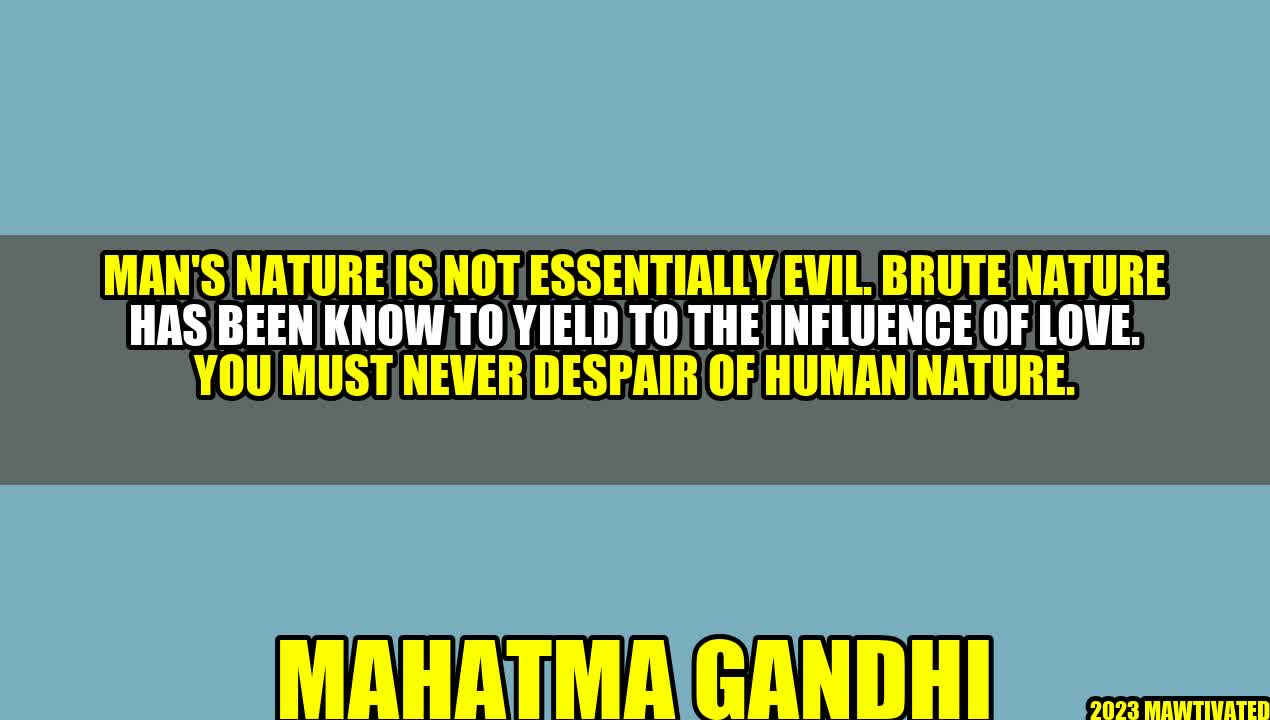 MAN'S NATURE IS NOT ESSENTIALLY EVIL. BRUTE NATURE
HAS BEEN KNOW TO YIELD TO THE INFLUENCE OF LOVE.
YOU MUST NEVER DESPAIR OF HUMAN NATURE.
MAHATMA GANDHI
2023 MAWTIVATED